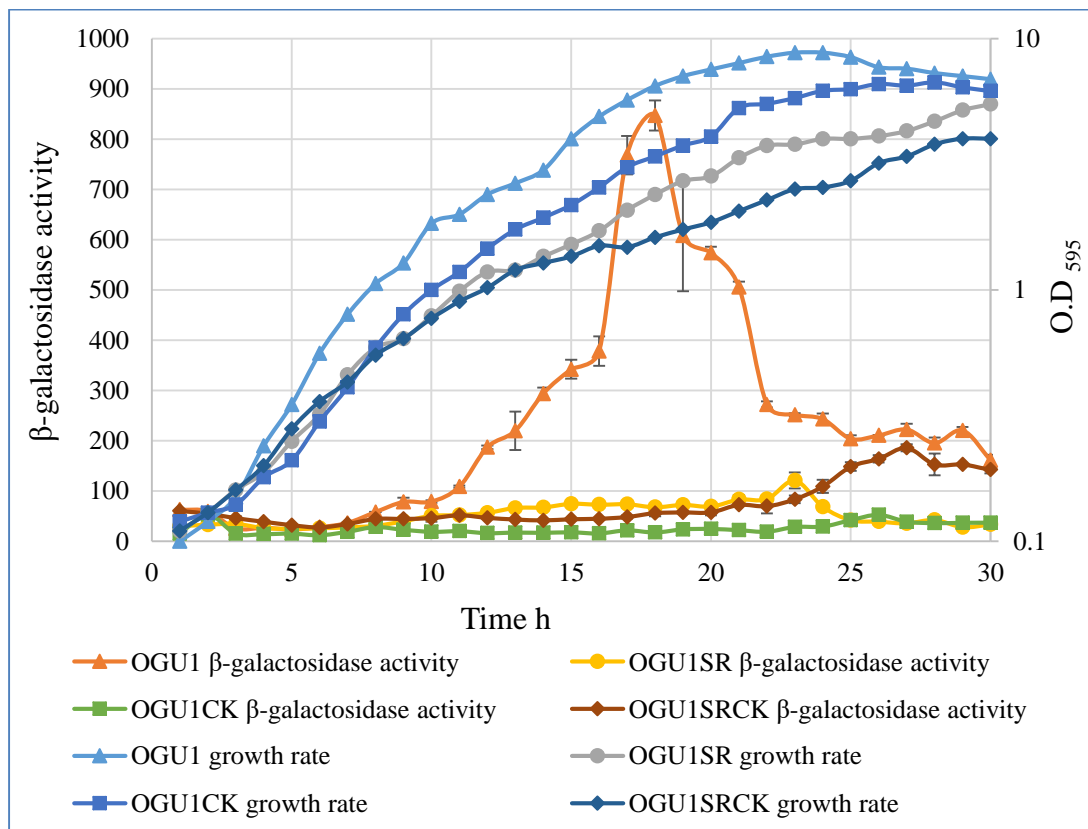 1000
900
800
700
600
500
400
300
200
100
0
β-galactosidase activity
10
1
0.1
O.D 595
0 5 10 15 20 25 30
Time h
OGU1 β-galactosidase activity
OGU1SR β-galactosidase activity
OGU1CK β-galactosidase activity
OGU1SRCK β-galactosidase activity
OGU1 growth rate
OGU1SR growth rate
OGU1CK growth rate
OGU1SRCK growth rate